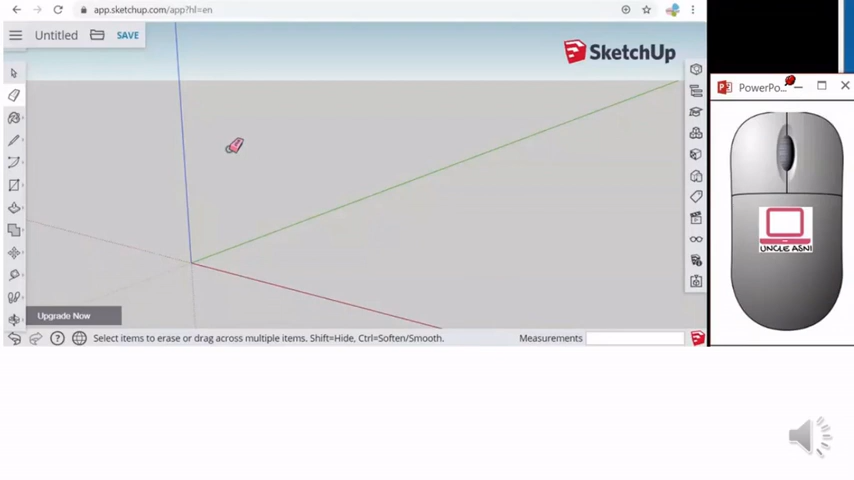 app.sketchup.com/app?hl=en
Untitled
SAVE
SketchUp
PowerPo...
UNCLE ASNI
Upgrade Now
Select items to erase or drag across multiple items. Shift=Hide, Ctrl=Soften/Smooth.
Measurements